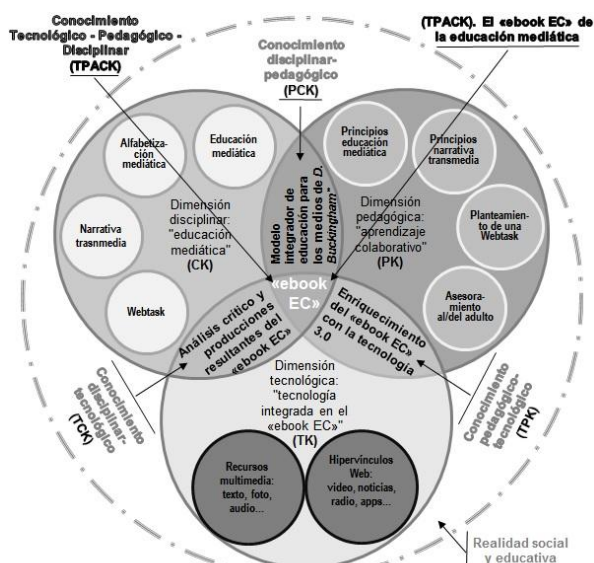 Conocimiento
Tecnológico - Pedagógico -
Disciplinar
(TPACK)
(TPACK). El «ebook EC» de
la educación mediática
Conocimiento
disciplinar-
pedagógico
(PCK)
Alfabetiza-
ción
mediática
Educación
mediática
Narrativa
trasnmedia
Webtask
Dimensión
disciplinar:
"educación
mediática"
(CK)
Modelo
integrador de
educación para
los medios de D.
Buckingham"
Principios
educación
mediática
Principios
narrativa
transmedia
Planteamien-
to de una
Webtask
Asesora-
miento
al/del adulto
Dimensión
pedagógica:
"aprendizaje
colaborativo"
(PK)
«ebook
EC»
Análisis crítico y
producciones
resultantes del
«ebook EC»
Enriquecimiento
del «ebook EC»
con la tecnología
3.0
Conocimiento
disciplinar-
tecnológico
(TCK)
Conocimiento
pedagógico-
tecnológico
(TPK)
Dimensión
tecnológica:
"tecnología
integrada en el
«ebook EC»"
(TK)
Recursos
multimedia:
texto, foto,
audio...
Hipervínculos
Web:
video, noticias,
radio, apps...
Realidad social
y educativa